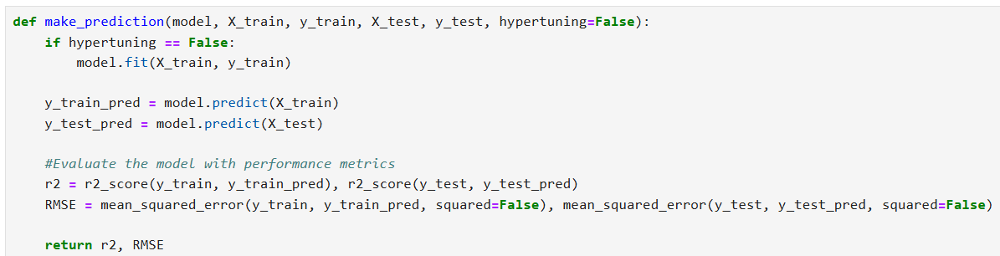 def make_prediction(model, X_train, y_train, X_test, y_test, hypertuning=False):
    if hypertuning == False:
        model.fit(X_train, y_train)
    y_train_pred = model.predict(X_train)
    y_test_pred = model.predict(X_test)
    #Evaluate the model with performance metrics
    r2 = r2_score(y_train, y_train_pred), r2_score(y_test, y_test_pred)
    RMSE = mean_squared_error(y_train, y_train_pred, squared=False), mean_squared_error(y_test, y_test_pred, squared=False)
    return r2, RMSE